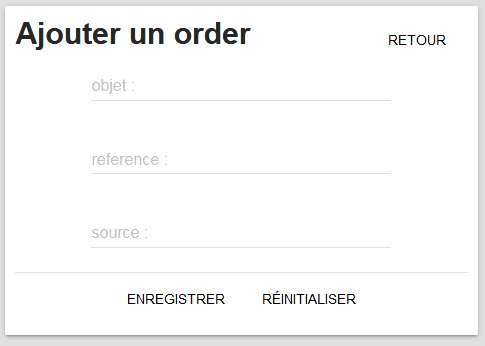 Ajouter un order
RETOUR
objet :
reference :
source :
ENREGISTRER RÉINITIALISER